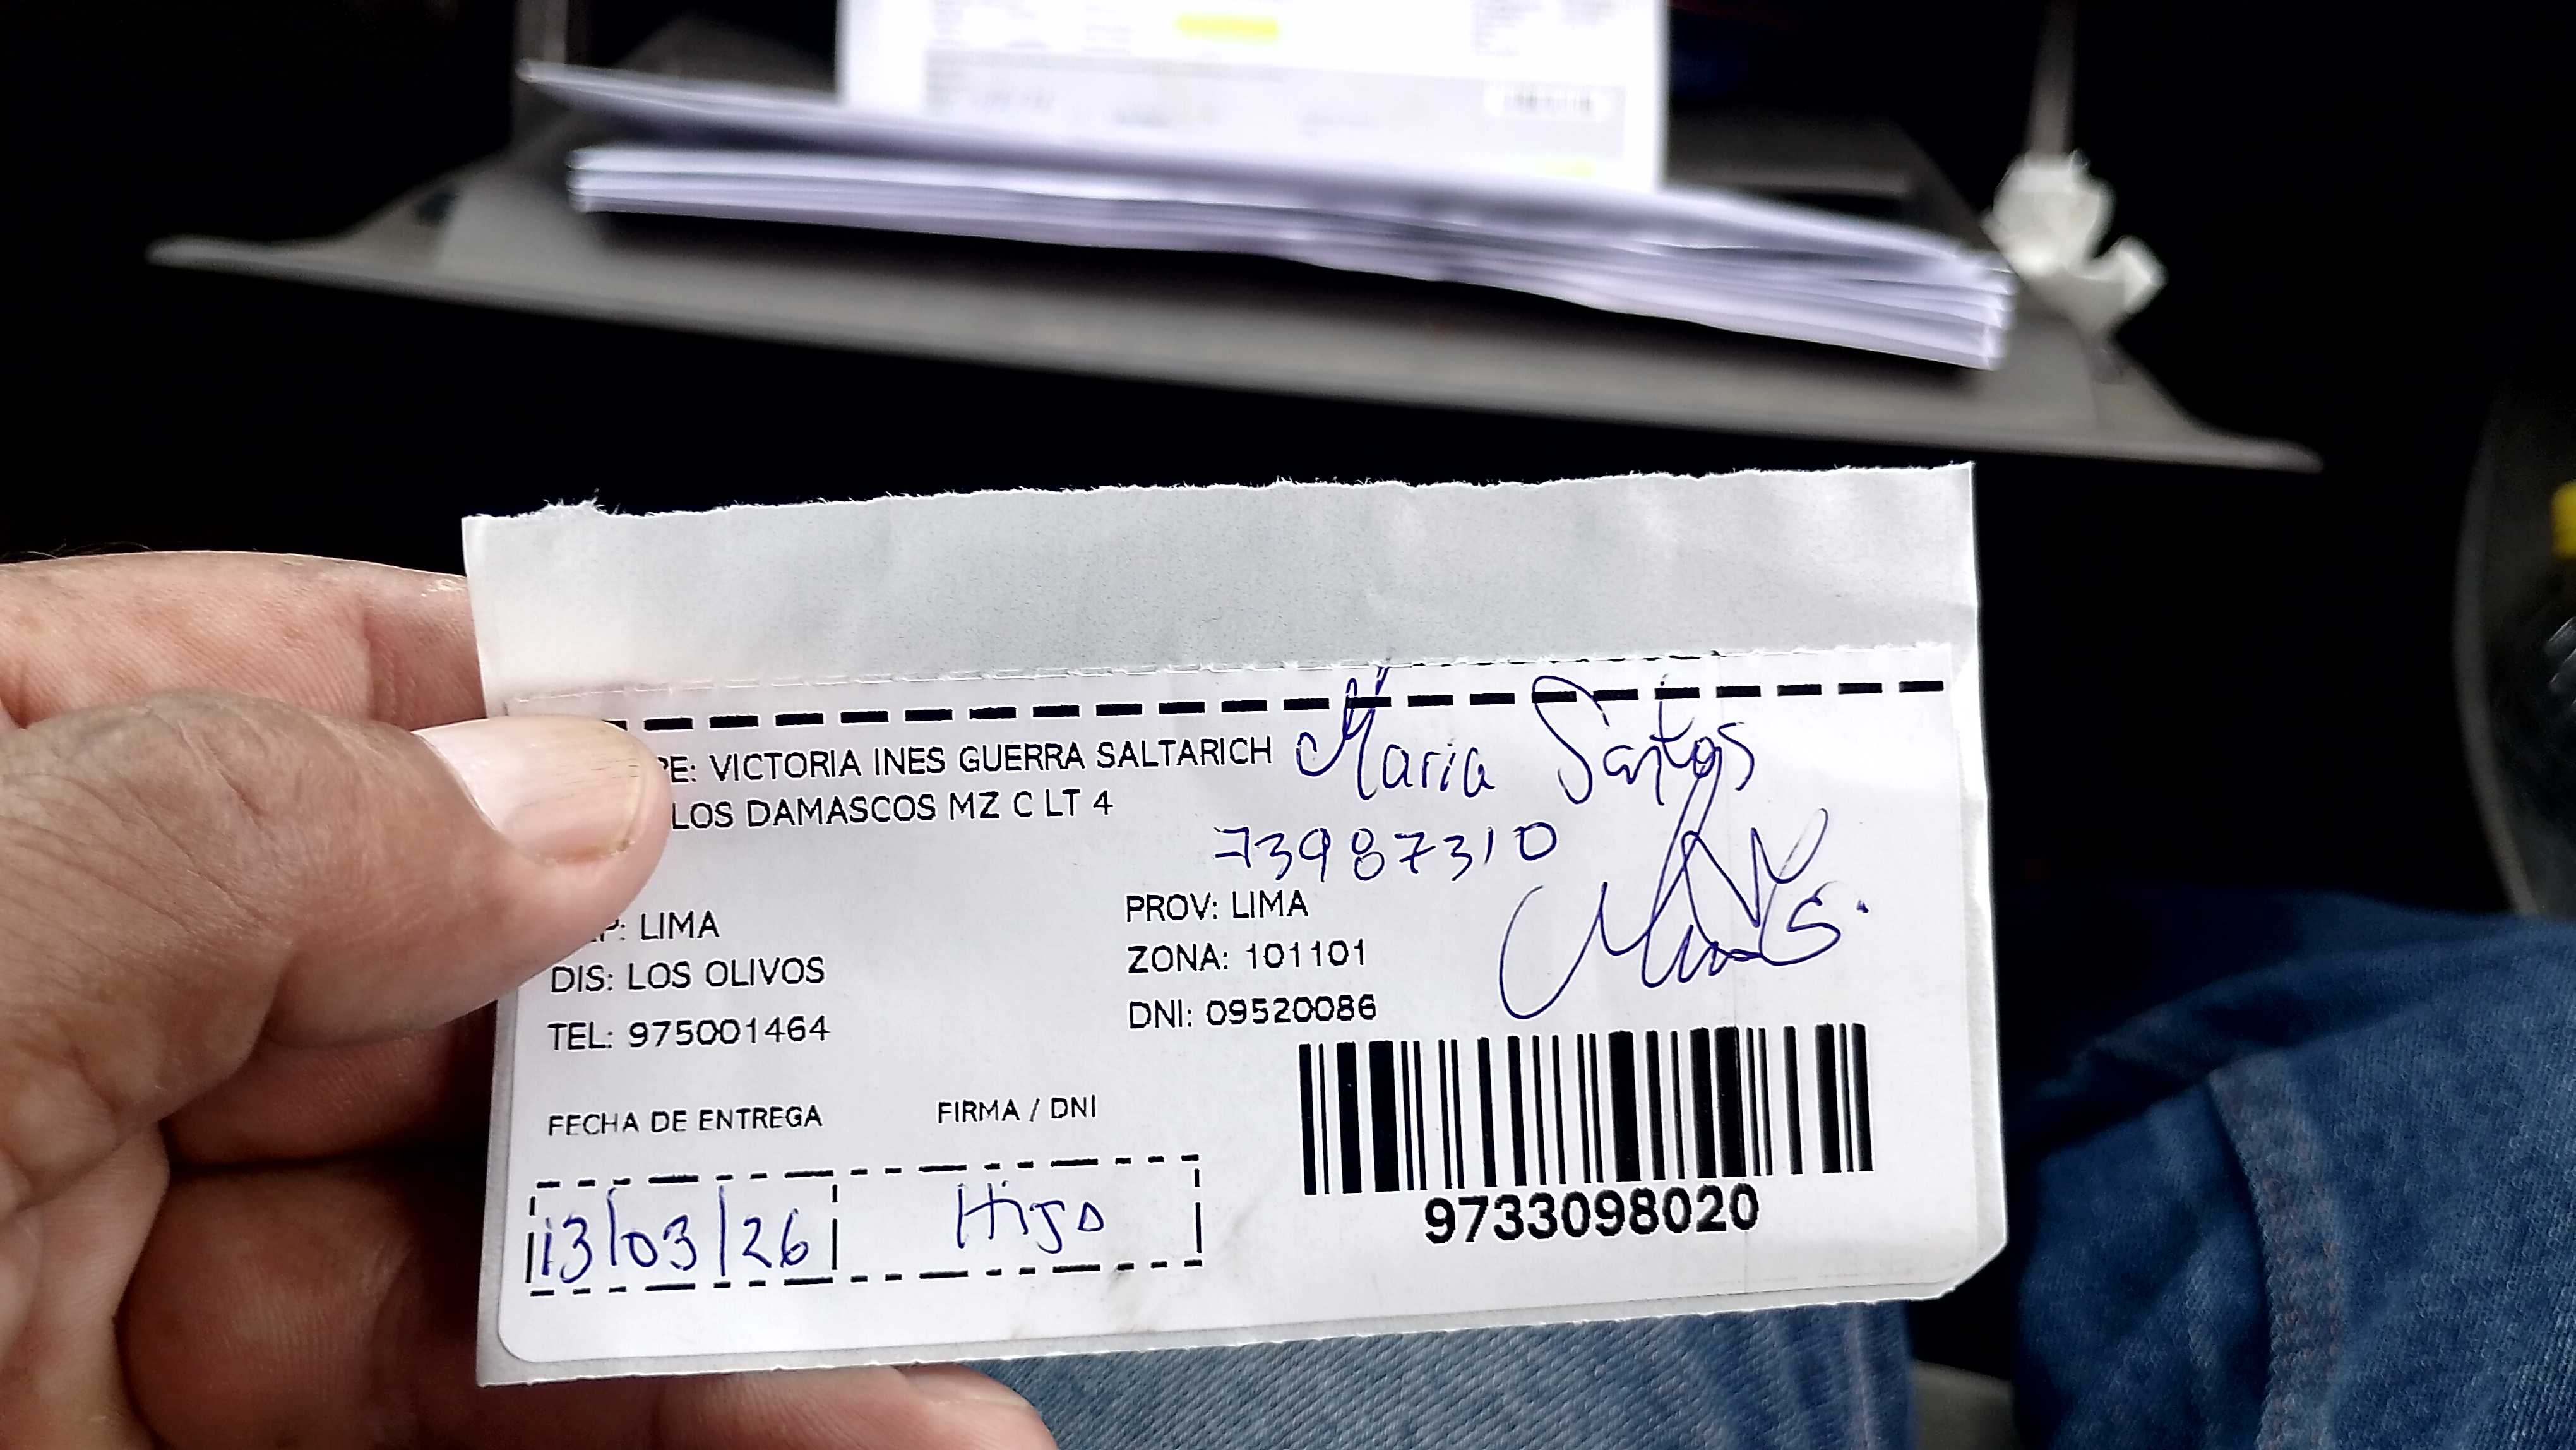 PE: VICTORIA INES GUERRA SALTARICH
Maria Santos
LOS DAMASCOS MZ C LT 4
73987310
P: LIMA
PROV: LIMA
DIS: LOS OLIVOS
ZONA: 101101
TEL: 975001464
DNI: 09520086
FECHA DE ENTREGA
FIRMA / DNI
13/03/26
Hijo
9733098020